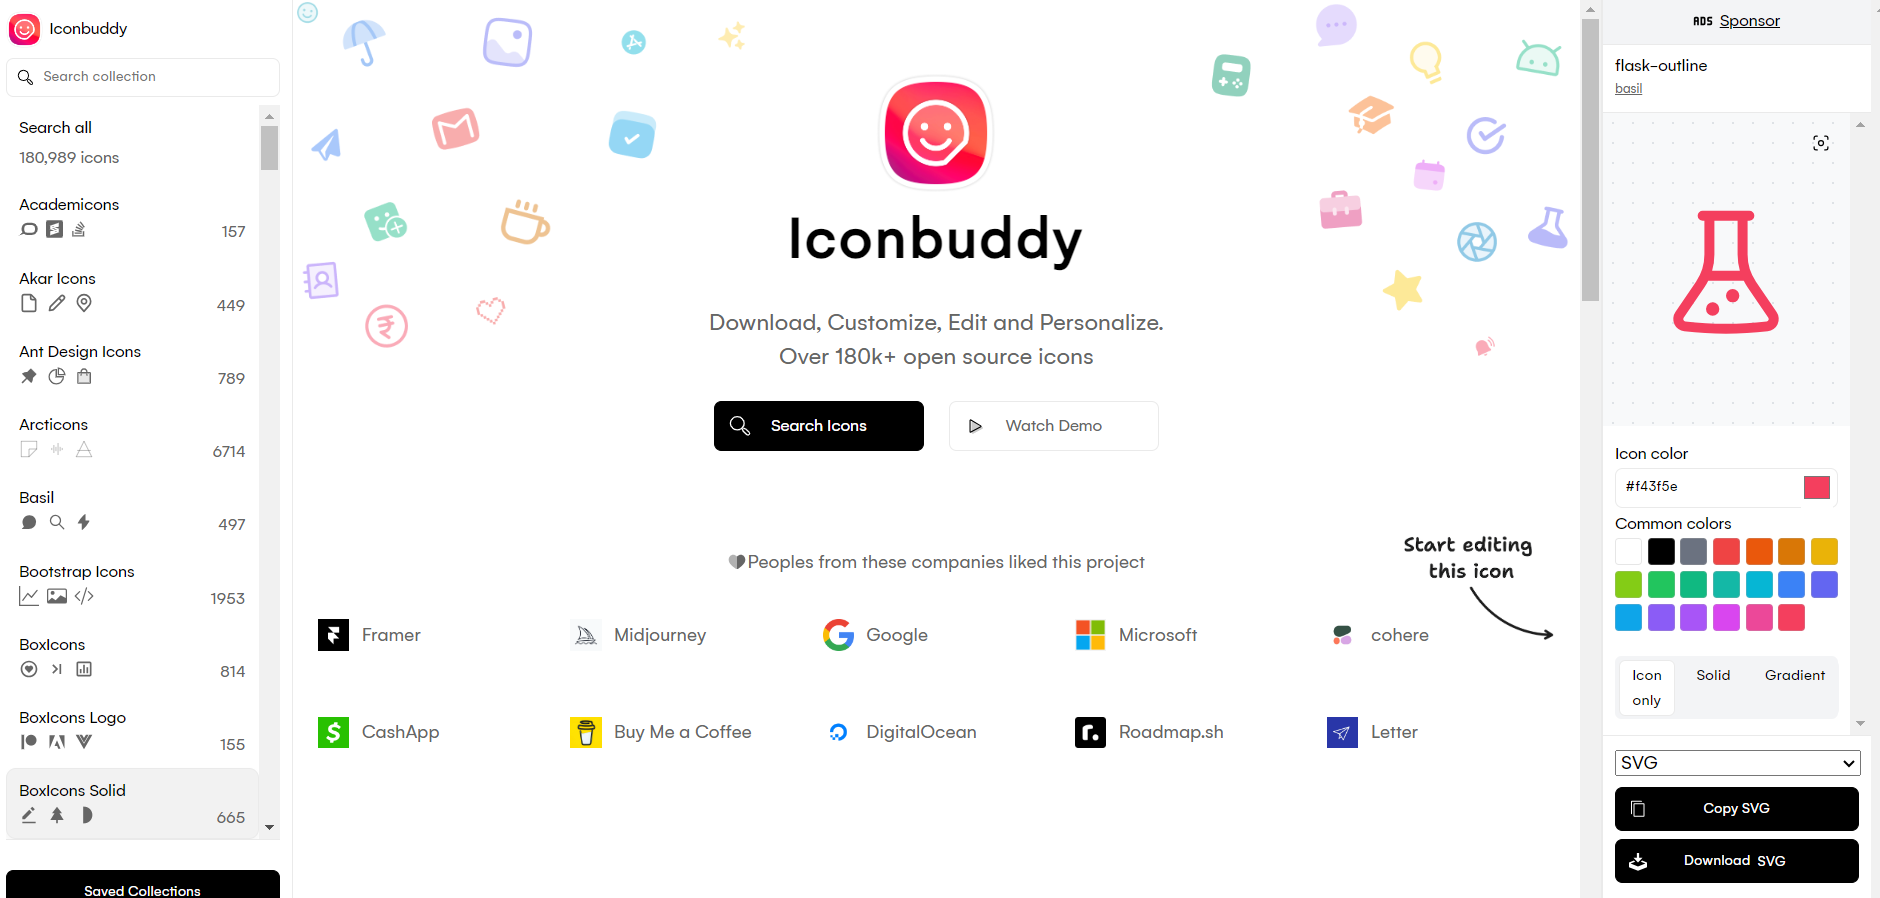 Iconbuddy
Search collection
Search all
180,989 icons
Academicons
157
Akar Icons
449
Ant Design Icons
789
Arcticons
6714
Basil
497
Bootstrap Icons
1953
BoxIcons
814
BoxIcons Logo
155
BoxIcons Solid
665
Saved Collections
Iconbuddy
Download, Customize, Edit and Personalize.
Over 180k+ open source icons
Search Icons
Watch Demo
Peoples from these companies liked this project
Start editing
this icon
Framer
Midjourney
Google
Microsoft
cohere
CashApp
Buy Me a Coffee
DigitalOcean
Roadmap.sh
Letter
ADS Sponsor
flask-outline
basil
Icon color
#f43f5e
Common colors
Icon
only
Solid
Gradient
SVG
Copy SVG
Download SVG